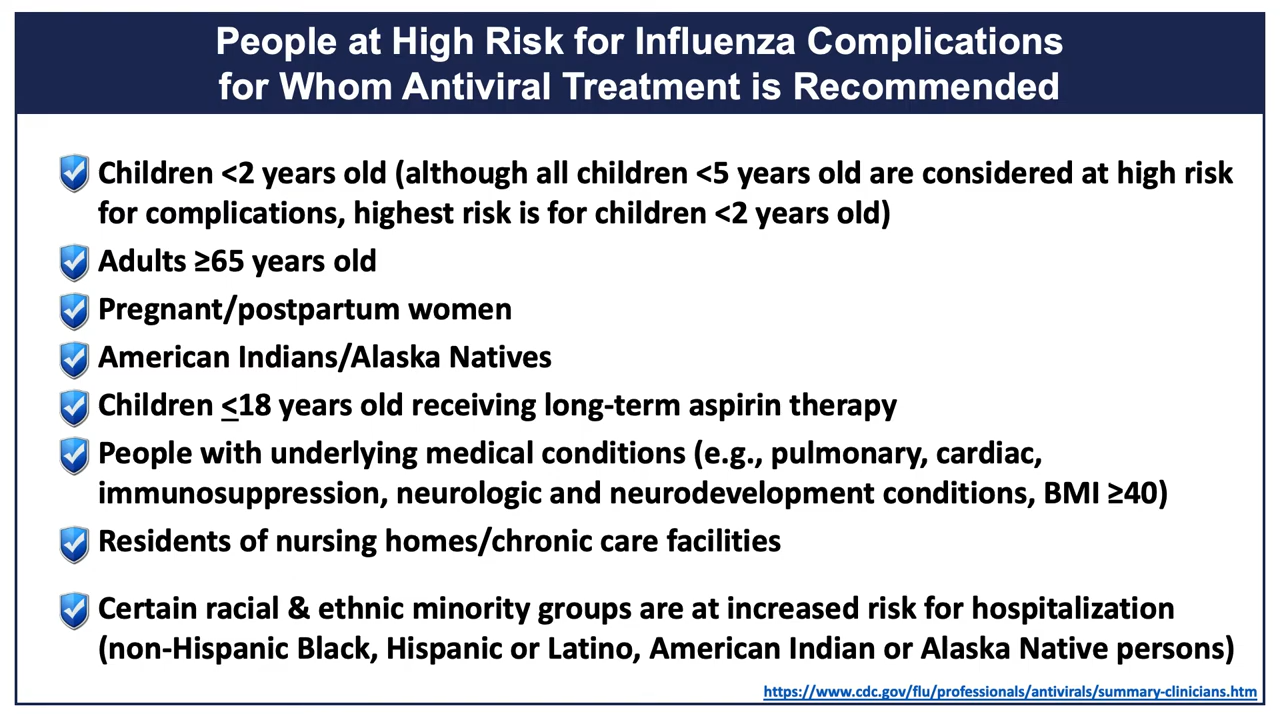 People at High Risk for Influenza Complications
for Whom Antiviral Treatment is Recommended
Children <2 years old (although all children <5 years old are considered at high risk
for complications, highest risk is for children <2 years old)
Adults ≥65 years old
Pregnant/postpartum women
American Indians/Alaska Natives
Children <18 years old receiving long-term aspirin therapy
People with underlying medical conditions (e.g., pulmonary, cardiac,
immunosuppression, neurologic and neurodevelopment conditions, BMI ≥40)
Residents of nursing homes/chronic care facilities
Certain racial & ethnic minority groups are at increased risk for hospitalization
(non-Hispanic Black, Hispanic or Latino, American Indian or Alaska Native persons)
https://www.cdc.gov/flu/professionals/antivirals/summary-clinicians.htm